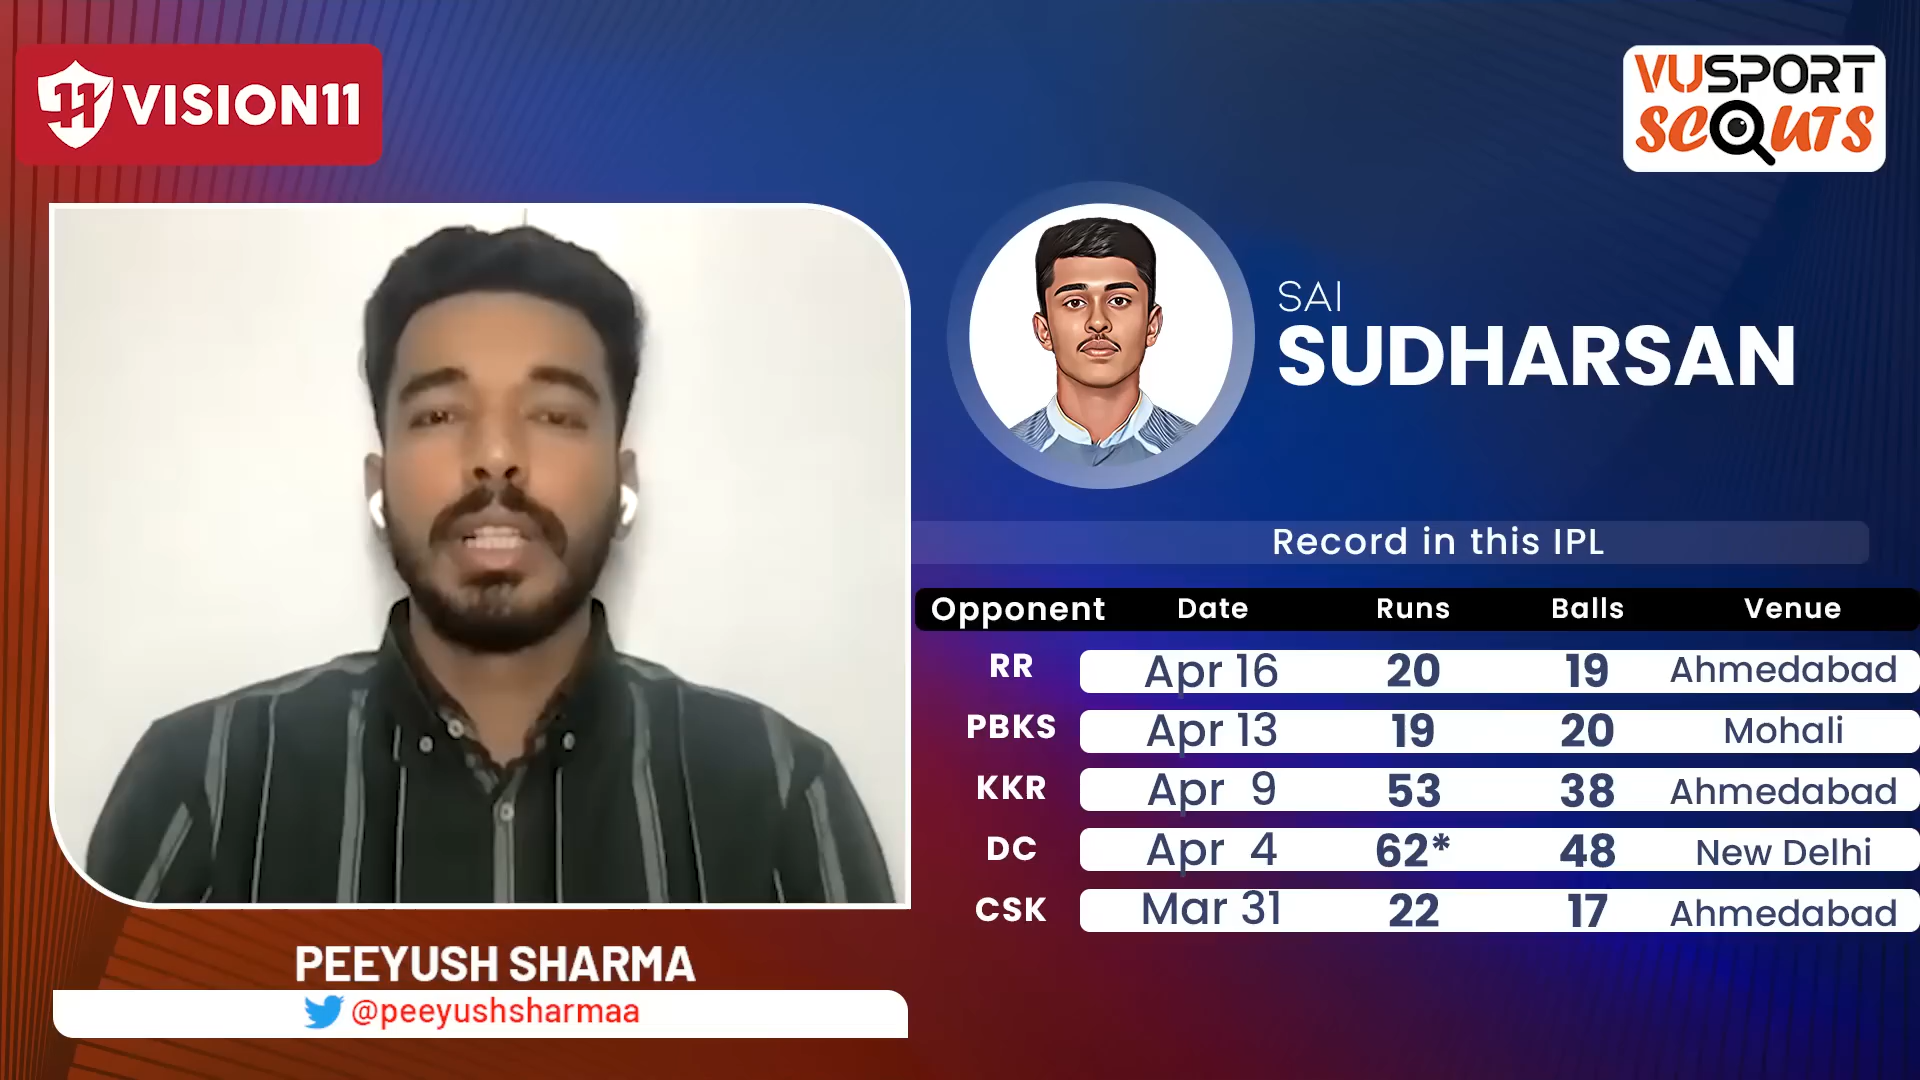 11 VISION11
VUSPORT
SCOUTS
SAI
SUDHARSAN
Record in this IPL
Opponent Date Runs Balls Venue
RR Apr 16 20 19 Ahmedabad
PBKS Apr 13 19 20 Mohali
KKR Apr 9 53 38 Ahmedabad
DC Apr 4 62* 48 New Delhi
CSK Mar 31 22 17 Ahmedabad
PEEYUSH SHARMA
@peeyushsharmaa